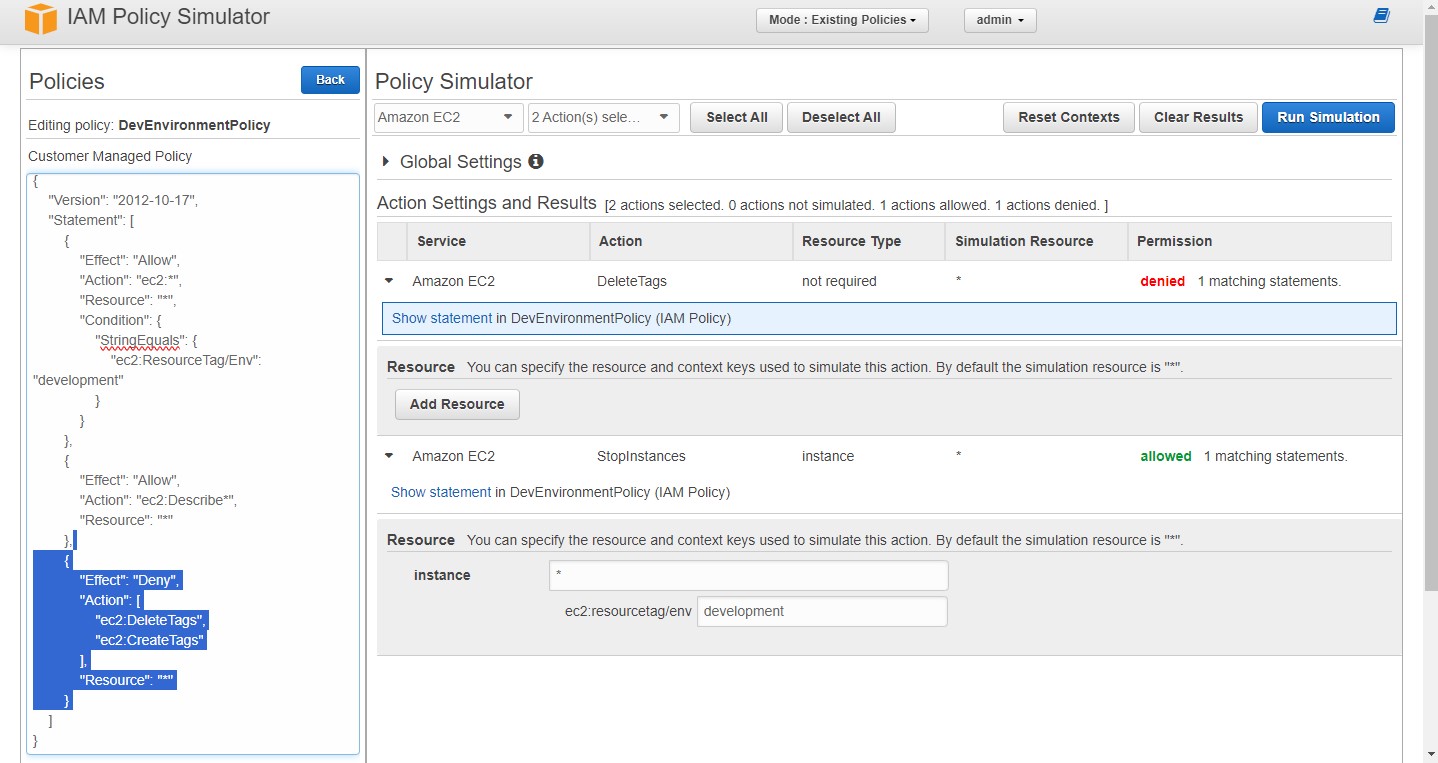 IAM Policy Simulator
Mode : Existing Policies
admin
Policies
Back
Editing policy: DevEnvironmentPolicy
Customer Managed Policy
{
"Version": "2012-10-17",
"Statement": [
{
"Effect": "Allow",
"Action": "ec2:*",
"Resource": "*",
"Condition": {
"StringEquals": {
"ec2:ResourceTag/Env":
"development"
}
}
},
{
"Effect": "Allow",
"Action": "ec2:Describe*",
"Resource": "*"
},
{
"Effect": "Deny",
"Action": [
"ec2:DeleteTags",
"ec2:CreateTags"
],
"Resource": "*"
}
]
}
Policy Simulator
Amazon EC2
2 Action(s) sele...
Select All
Deselect All
Reset Contexts
Clear Results
Run Simulation
Global Settings
Action Settings and Results [2 actions selected. 0 actions not simulated. 1 actions allowed. 1 actions denied. ]
Service Action Resource Type Simulation Resource Permission
Amazon EC2 DeleteTags not required * denied 1 matching statements.
Show statement in DevEnvironmentPolicy (IAM Policy)
Resource You can specify the resource and context keys used to simulate this action. By default the simulation resource is "*".
Add Resource
Amazon EC2 StopInstances instance * allowed 1 matching statements.
Show statement in DevEnvironmentPolicy (IAM Policy)
Resource You can specify the resource and context keys used to simulate this action. By default the simulation resource is "*".
instance *
ec2:resourcetag/env development